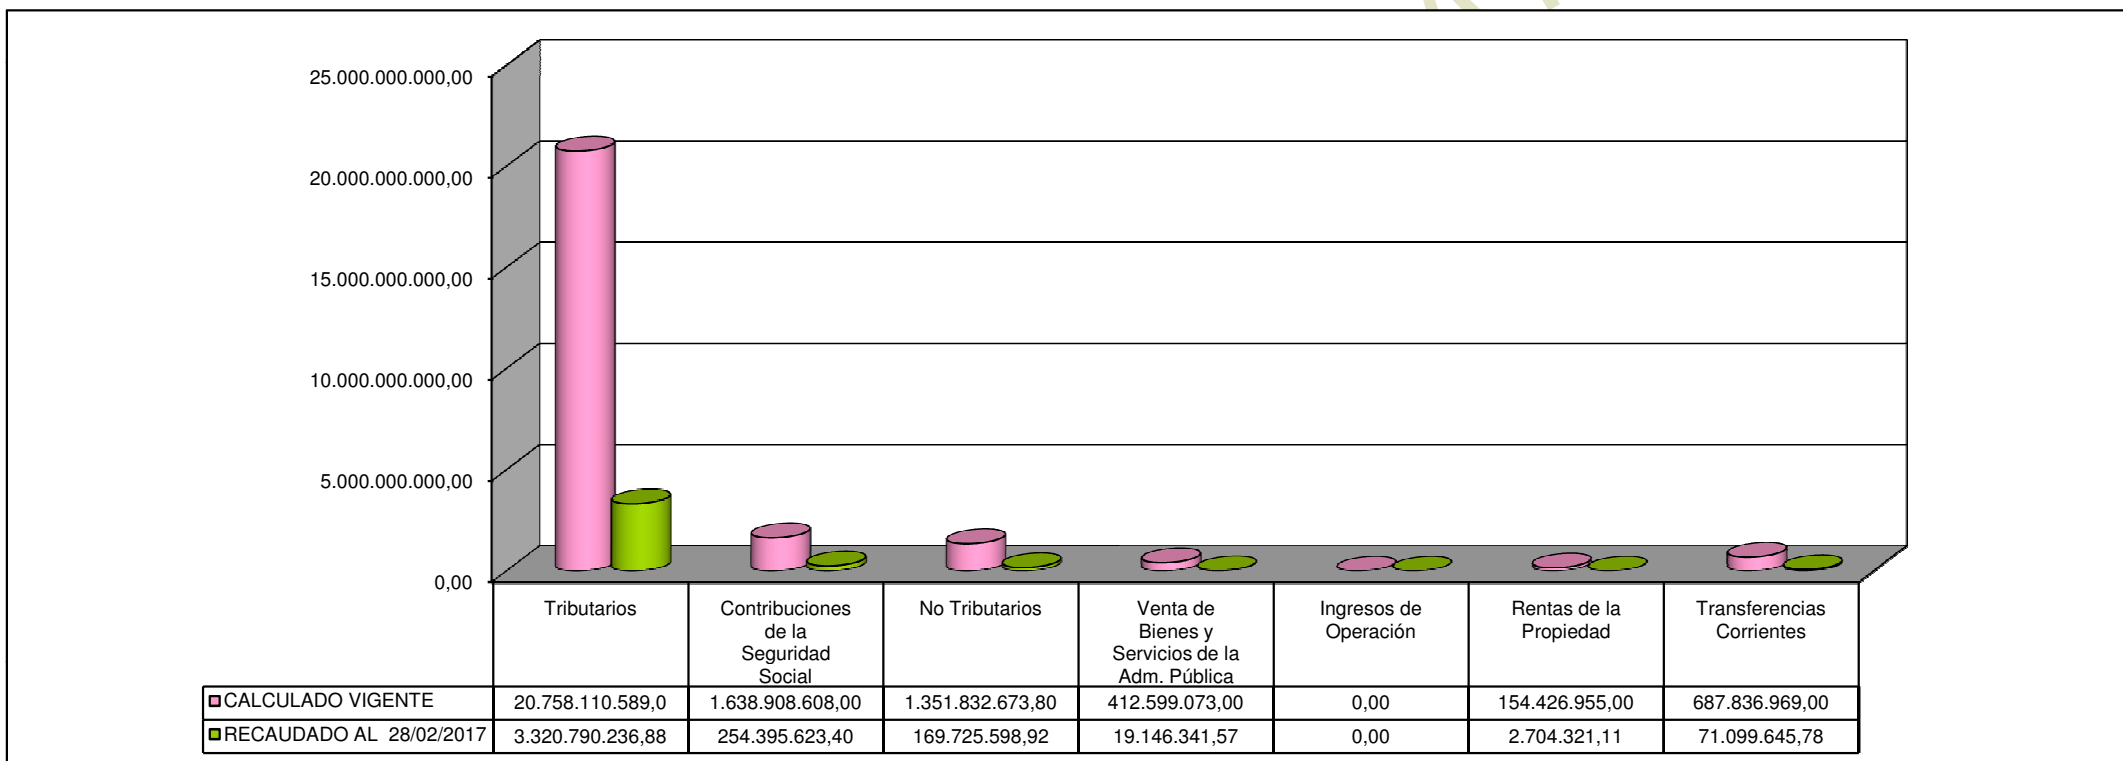 25.000.000.000,00
20.000.000.000,00
15.000.000.000,00
10.000.000.000,00
5.000.000.000,00
0,00
Tributarios
Contribuciones
de la
Seguridad
Social
No Tributarios
Venta de
Bienes y
Servicios de la
Adm. Pública
Ingresos de
Operación
Rentas de la
Propiedad
Transferencias
Corrientes
CALCULADO VIGENTE 20.758.110.589,0 1.638.908.608,00 1.351.832.673,80 412.599.073,00 0,00 154.426.955,00 687.836.969,00
RECAUDADO AL 28/02/2017 3.320.790.236,88 254.395.623,40 169.725.598,92 19.146.341,57 0,00 2.704.321,11 71.099.645,78